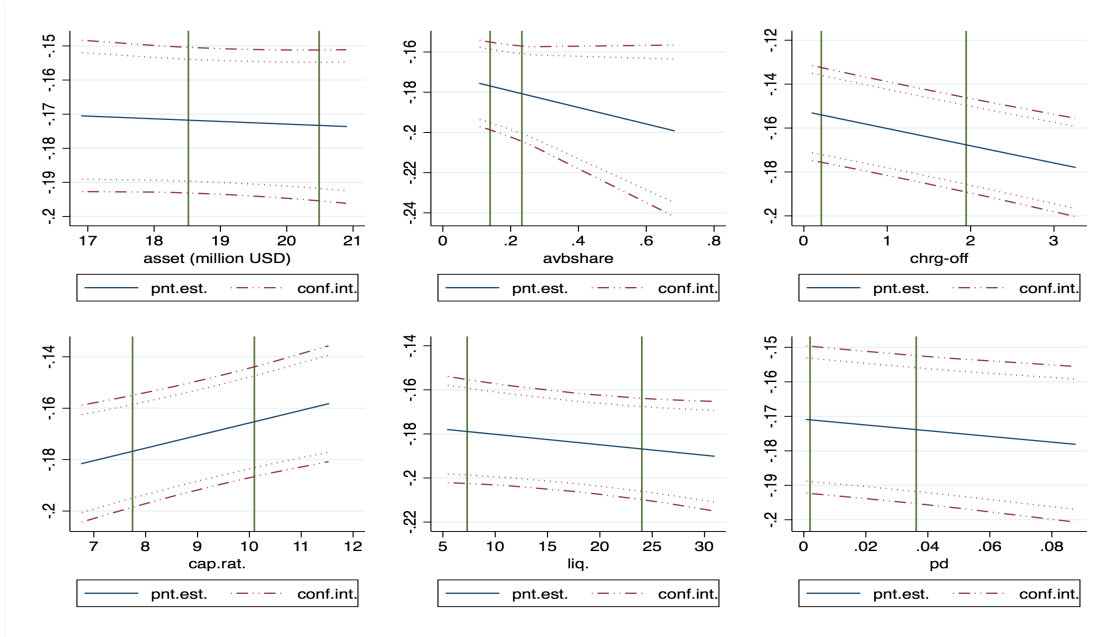 -.15
-.16
-.17
-.18
-.19
-.2
17 18 19 20 21
asset (million USD)
pnt.est. conf.int.
-.16
-.18
-.2
-.22
-.24
0 .2 .4 .6 .8
avbshare
pnt.est. conf.int.
-.12
-.14
-.16
-.18
-.2
0 1 2 3
chrg-off
pnt.est. conf.int.
-.14
-.16
-.18
-.2
7 8 9 10 11 12
cap.rat.
pnt.est. conf.int.
-.14
-.16
-.18
-.2
-.22
5 10 15 20 25 30
liq.
pnt.est. conf.int.
-.15
-.16
-.17
-.18
-.19
-.2
0 .02 .04 .06 .08
pd
pnt.est. conf.int.